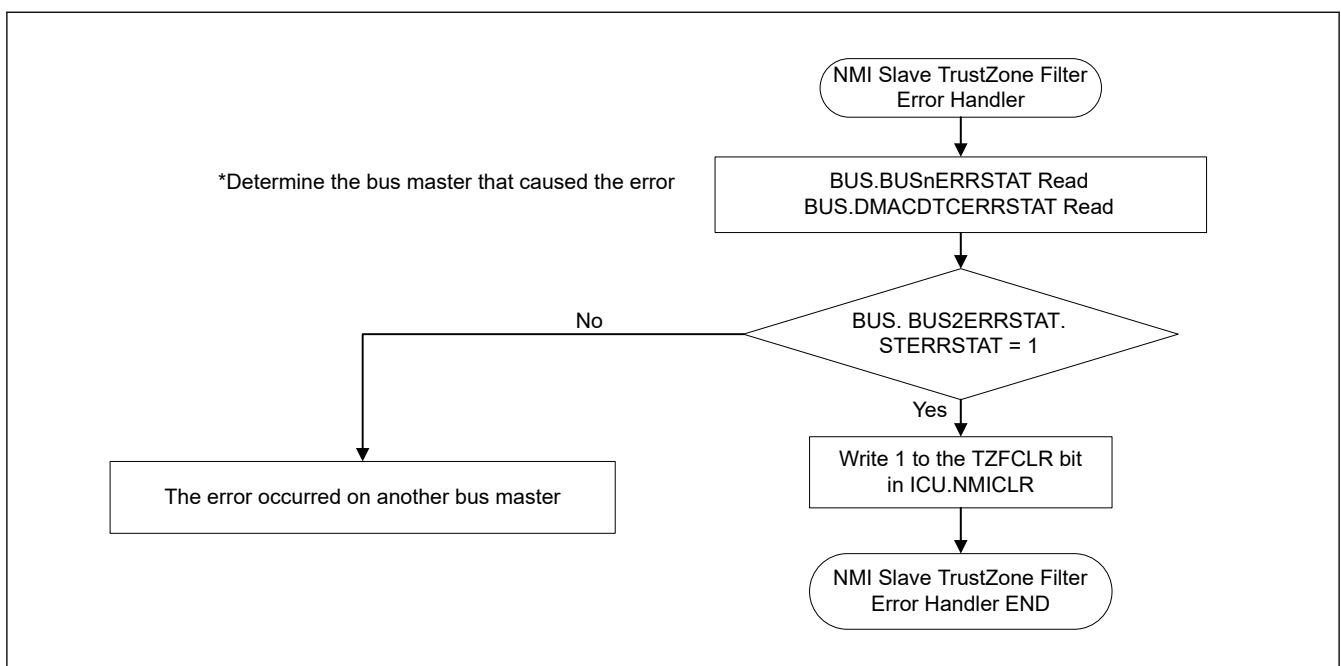 NMI Slave TrustZone Filter
Error Handler
*Determine the bus master that caused the error
BUS.BUSnERRSTAT Read
BUS.DMACDTCERRSTAT Read
BUS. BUS2ERRSTAT.
STERRSTAT = 1
No
Yes
The error occurred on another bus master
Write 1 to the TZFCLR bit
in ICU.NMICLR
NMI Slave TrustZone Filter
Error Handler END